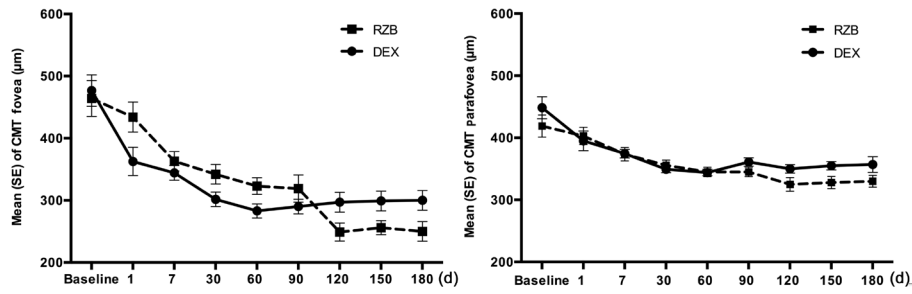 Mean (SE) of CMT fovea (μm)
600
500
400
300
200
RZB
DEX
Baseline 1 7 30 60 90 120 150 180 (d)
Mean (SE) of CMT parafovea (μm)
600
500
400
300
200
RZB
DEX
Baseline 1 7 30 60 90 120 150 180 (d)